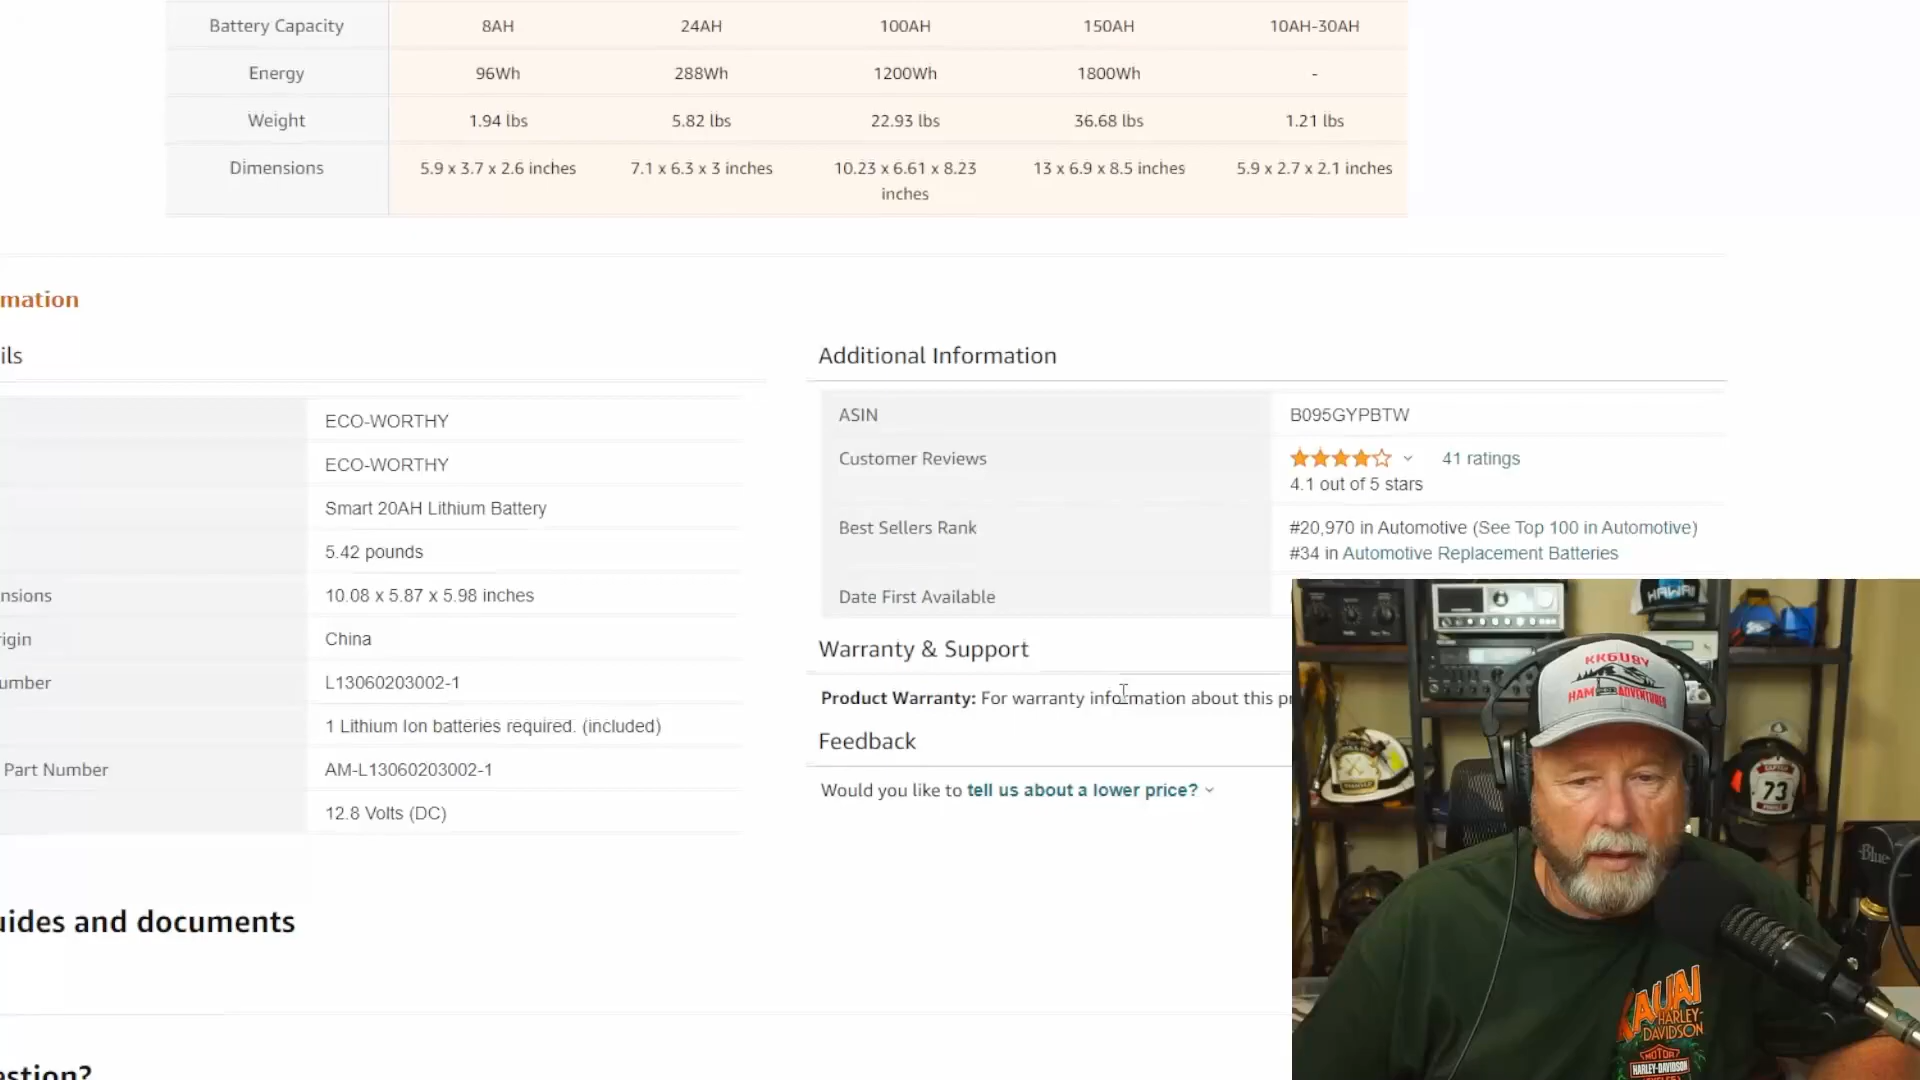 Battery Capacity 8AH 24AH 100AH 150AH 10AH-30AH
Energy 96Wh 288Wh 1200Wh 1800Wh -
Weight 1.94 lbs 5.82 lbs 22.93 lbs 36.68 lbs 1.21 lbs
Dimensions 5.9 x 3.7 x 2.6 inches 7.1 x 6.3 x 3 inches 10.23 x 6.61 x 8.23 inches 13 x 6.9 x 8.5 inches 5.9 x 2.7 x 2.1 inches
mation
ils
ECO-WORTHY
ECO-WORTHY
Smart 20AH Lithium Battery
5.42 pounds
nsions 10.08 x 5.87 x 5.98 inches
igin China
umber L13060203002-1
1 Lithium Ion batteries required. (included)
Part Number AM-L13060203002-1
12.8 Volts (DC)
Additional Information
ASIN B095GYPBTW
Customer Reviews 41 ratings
4.1 out of 5 stars
Best Sellers Rank #20,970 in Automotive (See Top 100 in Automotive)
#34 in Automotive Replacement Batteries
Date First Available
Warranty & Support
Product Warranty: For warranty information about this pr
Feedback
Would you like to tell us about a lower price?
uides and documents
estion?
HAWAII
KK6USY
HAM ADVENTURES
CAPTAIN
73
Blue
KAUAI
HARLEY-
DAVIDSON
MOTOR
HARLEY-DAVIDSON